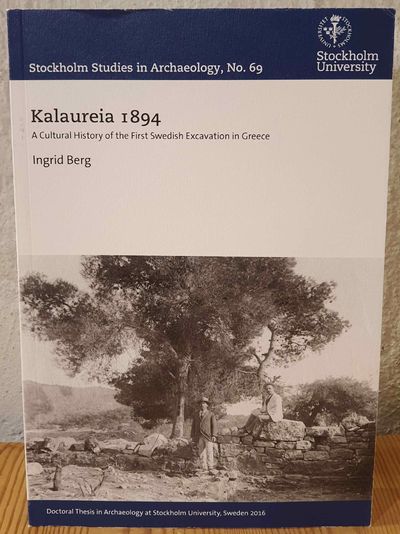 Stockholm Studies in Archaeology, No. 69
Stockholm
University
Kalaureia 1894
A Cultural History of the First Swedish Excavation in Greece
Ingrid Berg
Doctoral Thesis in Archaeology at Stockholm University, Sweden 2016